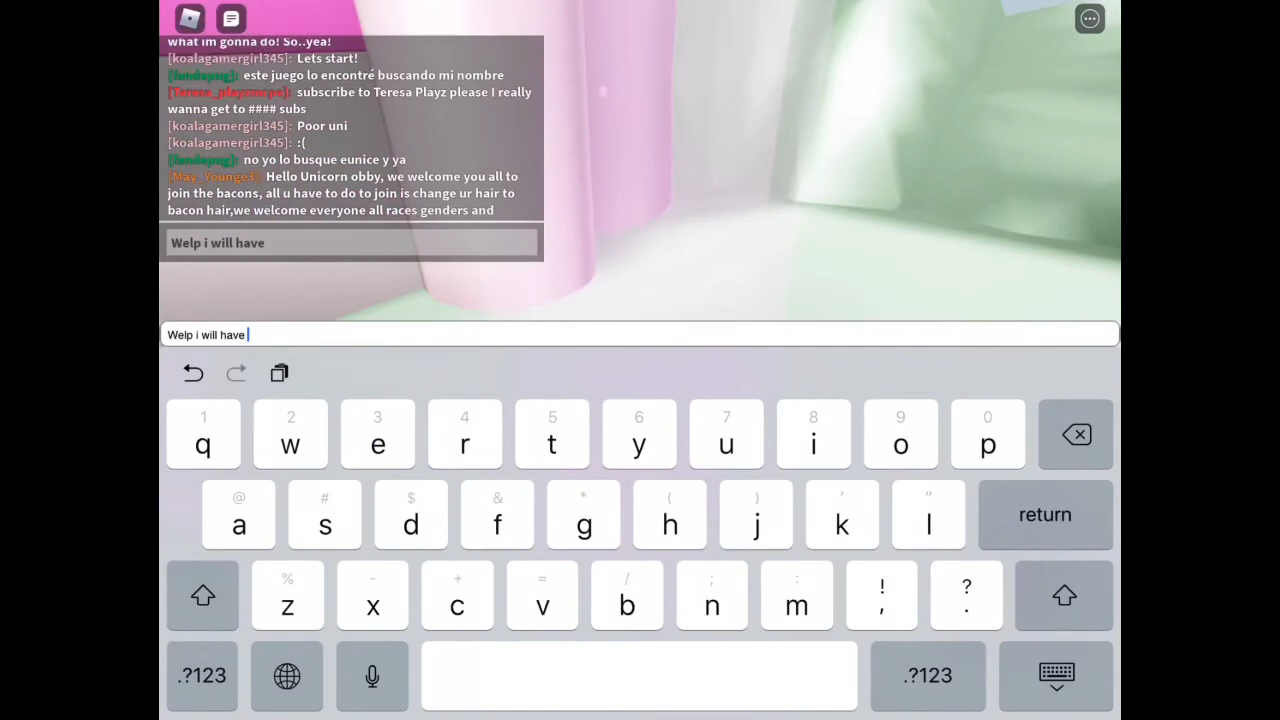 what im gonna do! So..yea!
[koalagamergirl345]: Lets start!
este juego lo encontré buscando mi nombre
[Teresa_playzmcpe]: subscribe to Teresa Playz please I really
wanna get to #### subs
[koalagamergirl345]: Poor uni
[koalagamergirl345]: :(
no yo lo busque eunice y ya
[May_Younge3] Hello Unicorn obby, we welcome you all to
join the bacons, all u have to do to join is change ur hair to
bacon hair,we welcome everyone all races genders and
Welp i will have
Welp i will have
1 2 3 4 5 6 7 8 9 0
q w e r t y u i o p
@ # $ & * ( ) ' "
a s d f g h j k l return
% - + = / ; : ! ?
z x c v b n m , .
.?123 .?123